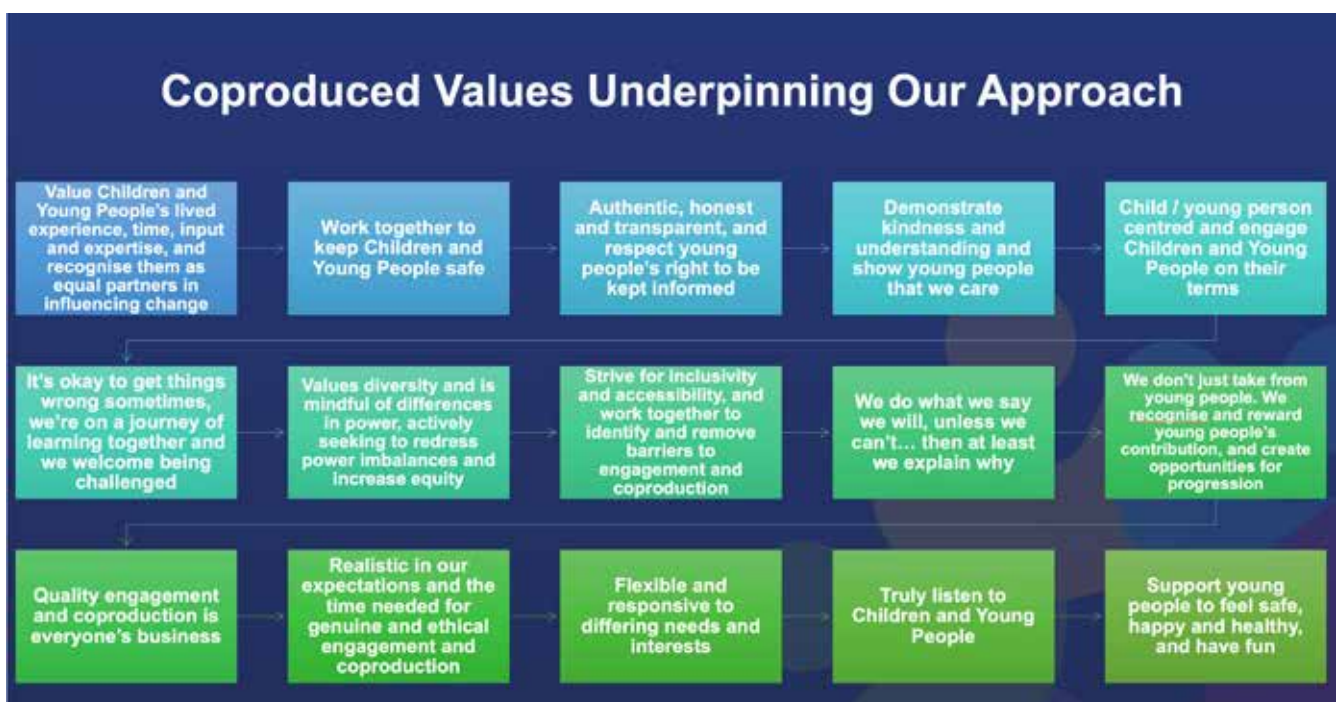 Coproduced Values Underpinning Our Approach
Value Children and
Young People's lived
experience, time, input
and expertise, and
recognise them as
equal partners in
influencing change
Work together to
keep Children and
Young People safe
Authentic, honest
and transparent, and
respect young
people's right to be
kept informed
Demonstrate
kindness and
understanding and
show young people
that we care
Child / young person
centred and engage
Children and Young
People on their
terms
It's okay to get things
wrong sometimes,
we're on a journey of
learning together and
we welcome being
challenged
Values diversity and is
mindful of differences
in power, actively
seeking to redress
power imbalances and
increase equity
Strive for inclusivity
and accessibility, and
work together to
identify and remove
barriers to
engagement and
coproduction
We do what we say
we will, unless we
can't... then at least
we explain why
We don't just take from
young people. We
recognise and reward
young people's
contribution, and create
opportunities for
progression
Quality engagement
and coproduction is
everyone's business
Realistic in our
expectations and the
time needed for
genuine and ethical
engagement and
coproduction
Flexible and
responsive to
differing needs and
interests
Truly listen to
Children and Young
People
Support young
people to feel safe,
happy and healthy,
and have fun